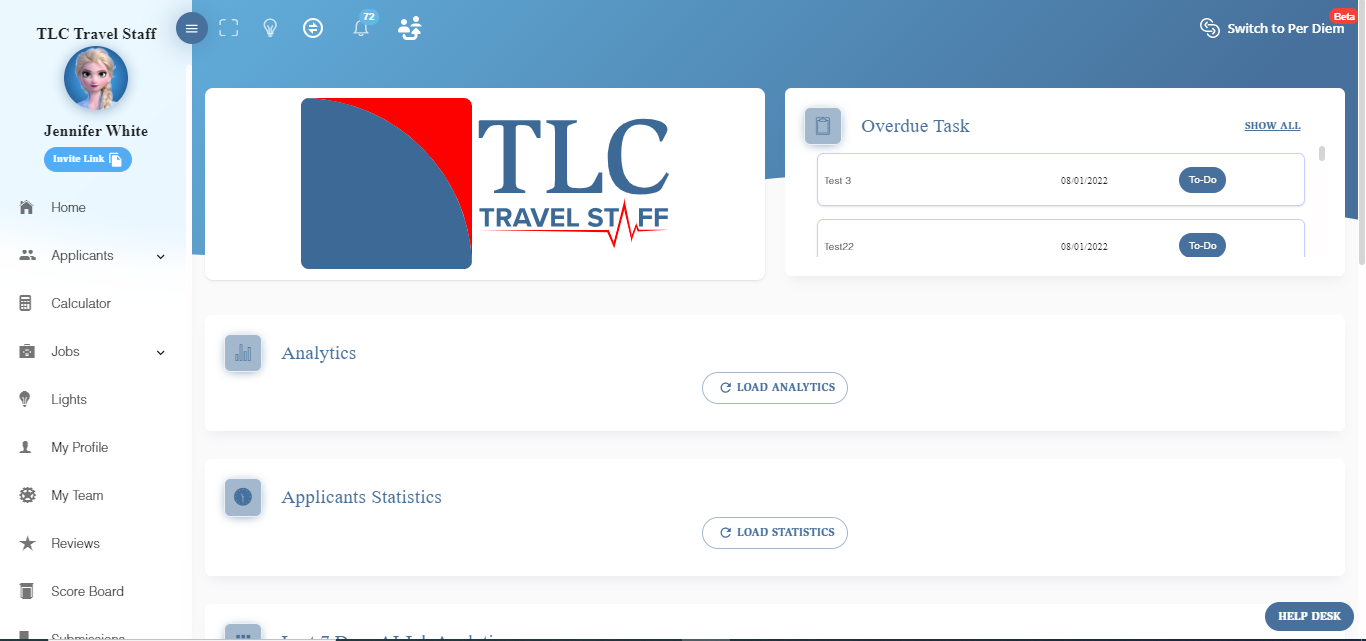 TLC Travel Staff
Jennifer White
Invite Link
Home
Applicants
Calculator
Jobs
Lights
My Profile
My Team
Reviews
Score Board
Submissions
72
Beta
Switch to Per Diem
TLC
TRAVEL STAFF
Overdue Task
SHOW ALL
Test 3 08/01/2022 To-Do
Test22 08/01/2022 To-Do
Analytics
LOAD ANALYTICS
Applicants Statistics
LOAD STATISTICS
HELP DESK